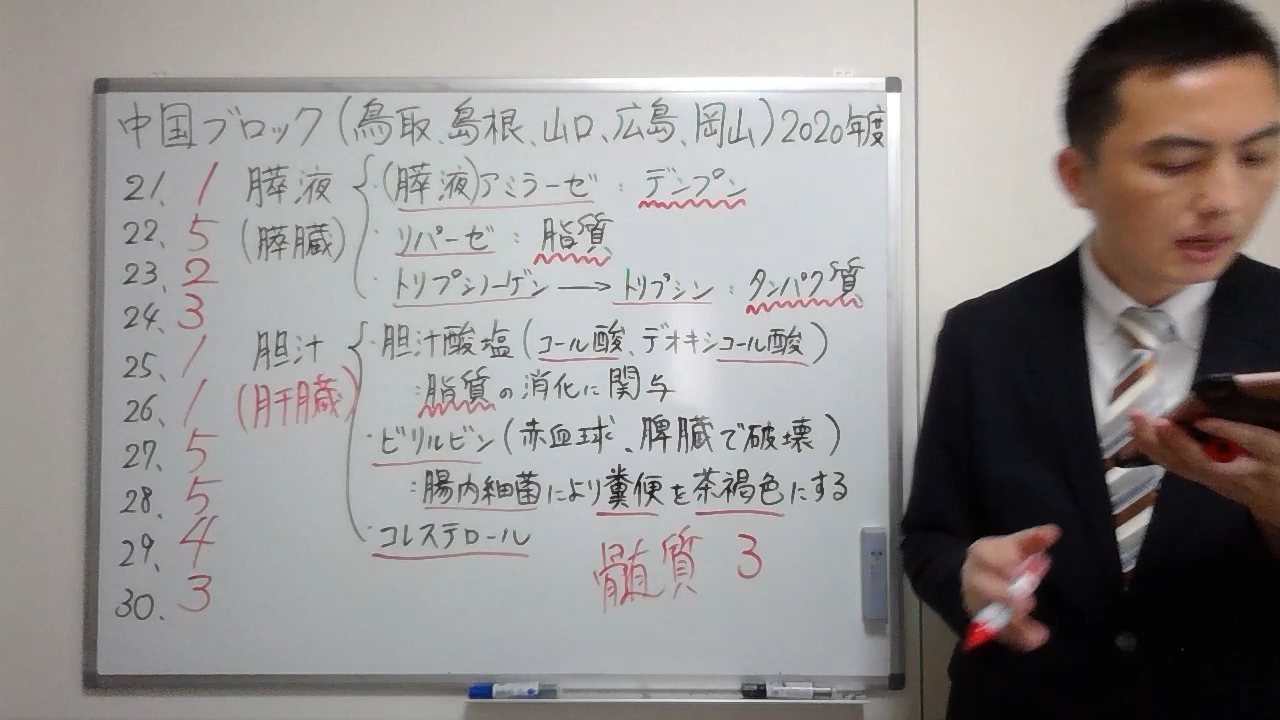 中国ブロック(鳥取、島根、山口、広島、岡山)2020年度
21. 1 膵液 (膵液)アミラーゼ : デンプン
22. 5 (膵臓) リパーゼ : 脂質
23. 2 トリプシノーゲン → トリプシン : タンパク質
24. 3
25. 1 胆汁 胆汁酸塩(コール酸、デオキシコール酸)
26. 1 (肝臓) :脂質の消化に関与
27. 5 ・ビリルビン(赤血球、脾臓で破壊)
28. 5 :腸内細菌により糞便を茶褐色にする
29. 4 ・コレステロール
髄質 3
30. 3